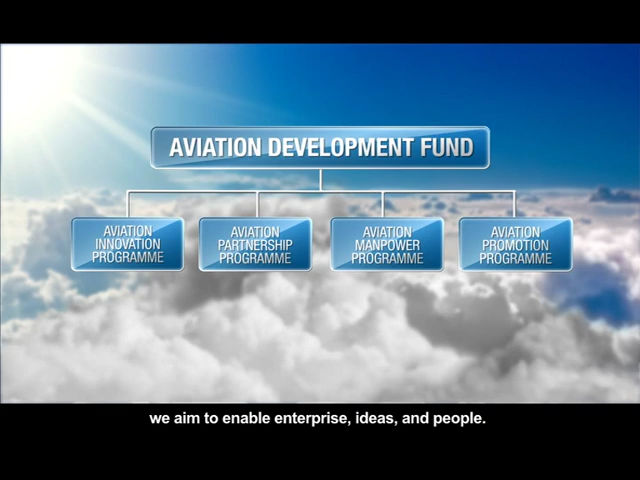 AVIATION DEVELOPMENT FUND
AVIATION
INNOVATION
PROGRAMME
AVIATION
PARTNERSHIP
PROGRAMME
AVIATION
MANPOWER
PROGRAMME
AVIATION
PROMOTION
PROGRAMME
we aim to enable enterprise, ideas, and people.